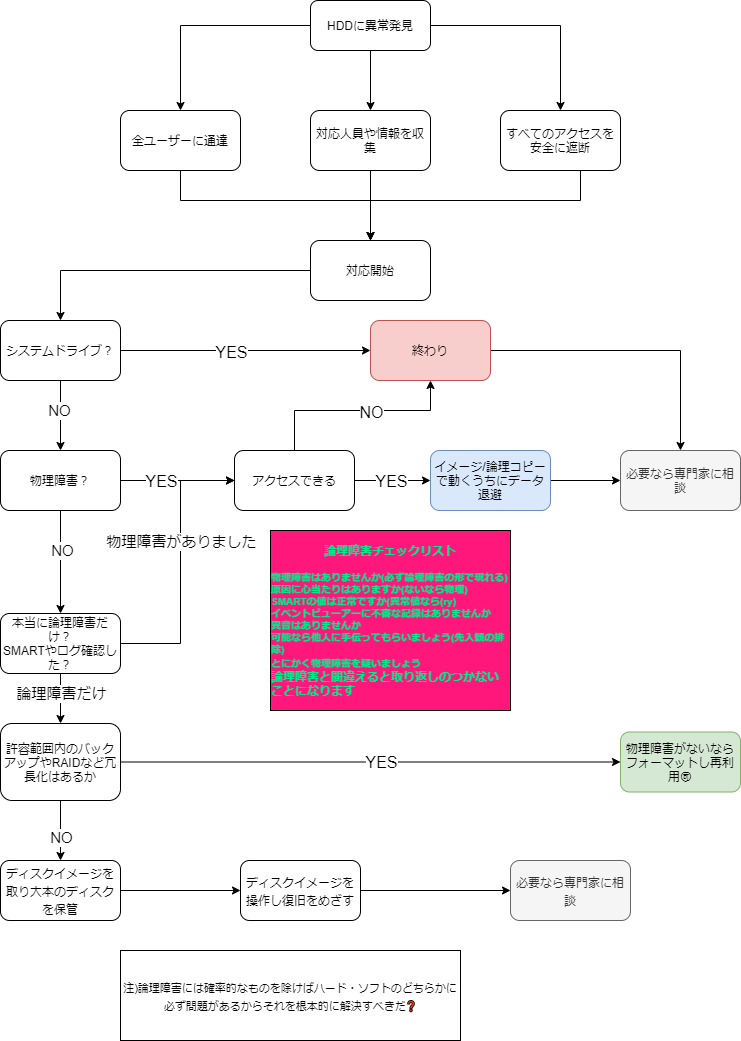 HDDに異常発見
全ユーザーに通達
対応人員や情報を収
集
すべてのアクセスを
安全に遮断
対応開始
システムドライブ？
YES
終わり
NO
NO
物理障害？
YES
アクセスできる
YES
イメージ/論理コピー
で動くうちにデータ
退避
必要なら専門家に相
談
物理障害がありました
NO
論理障害チェックリスト
物理障害はありませんか(必ず論理障害の形で現れる)
原因に心当たりはありますか(ないなら物理)
SMARTの値は正常ですか(異常値なら(ry)
イベントビューアーに不審な記録はありませんか
異音はありませんか
可能なら他人に手伝ってもらいましょう(先入観の排
除)
とにかく物理障害を疑いましょう
論理障害と間違えると取り返しのつかない
ことになります
本当に論理障害だ
け？
SMARTやログ確認し
た？
論理障害だけ
許容範囲内のバック
アップやRAIDなど冗
長化はあるか
YES
物理障害がないなら
フォーマットし再利
用㊄
NO
ディスクイメージを
取り大本のディスク
を保管
ディスクイメージを
操作し復旧をめざす
必要なら専門家に相
談
注)論理障害には確率的なものを除けばハード・ソフトのどちらかに
必ず問題があるからそれを根本的に解決すべきだ❓